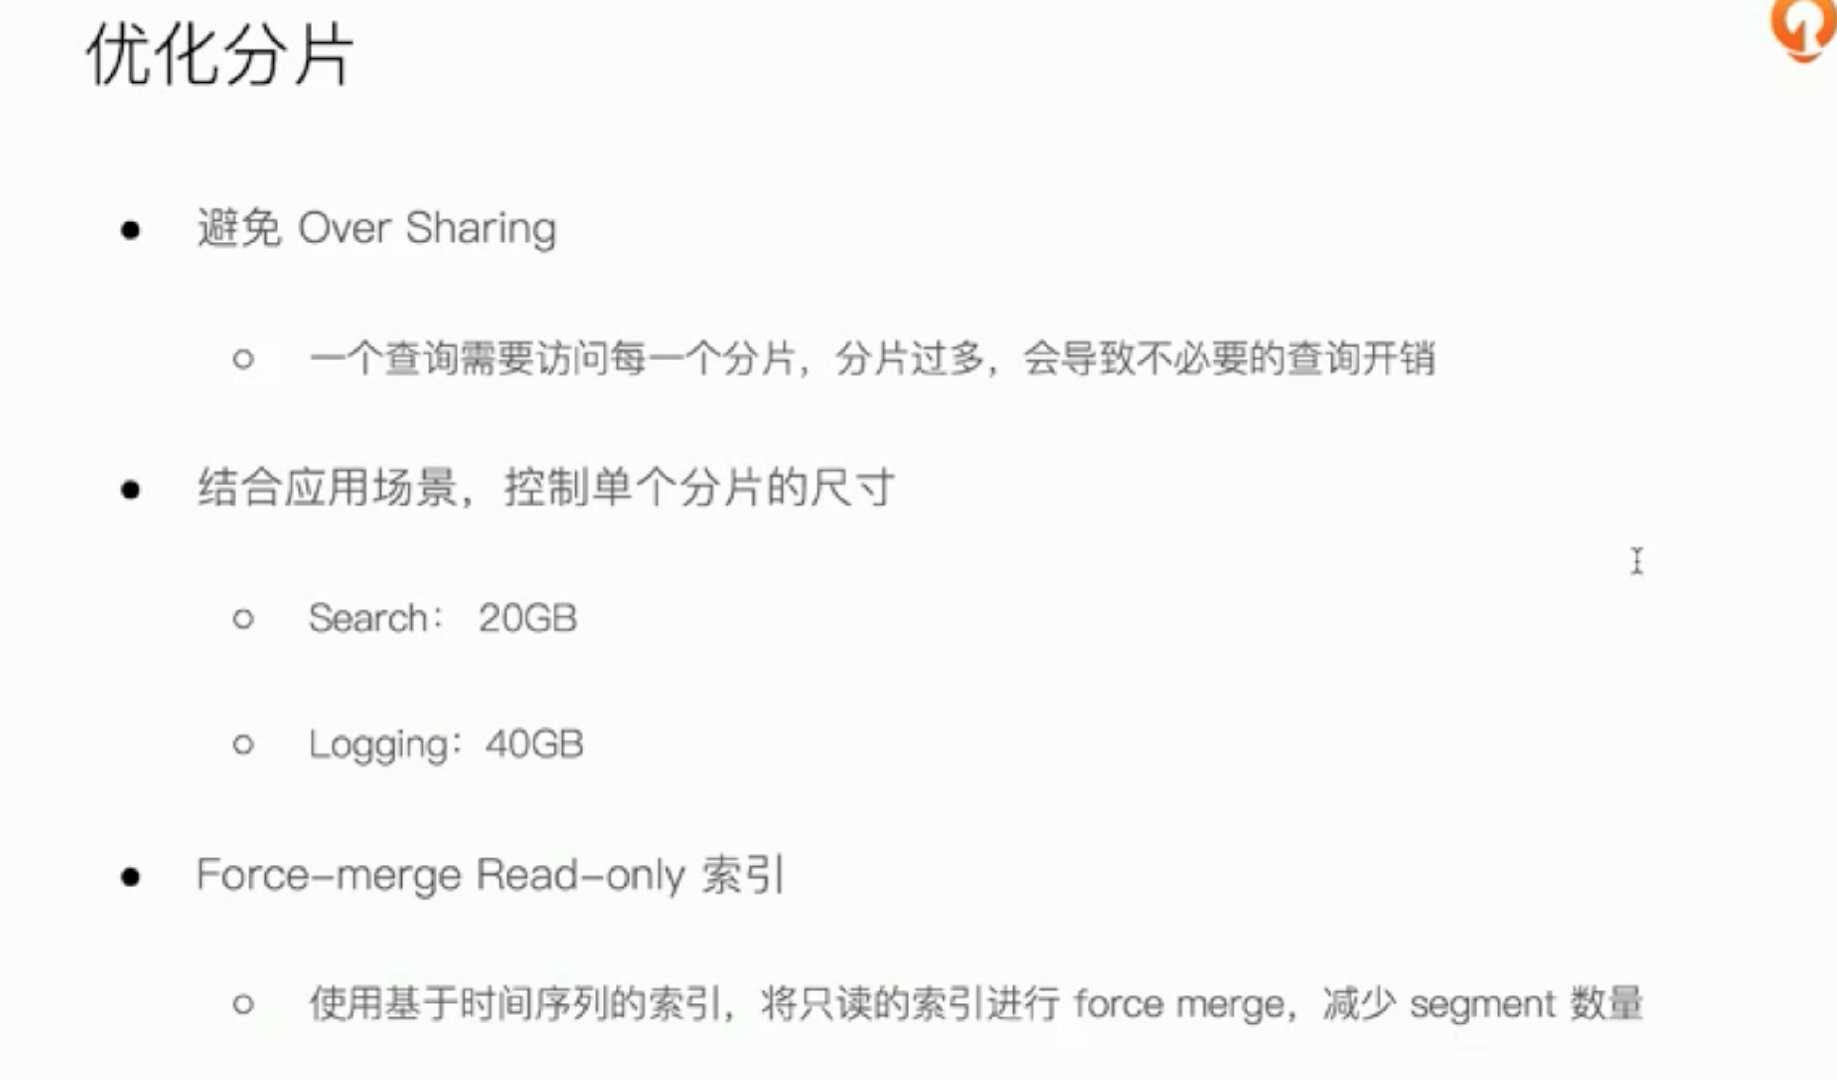 优化分片
避免 Over Sharing
一个查询需要访问每一个分片，分片过多，会导致不必要的查询开销
结合应用场景，控制单个分片的尺寸
Search： 20GB
Logging：40GB
Force-merge Read-only 索引
使用基于时间序列的索引，将只读的索引进行 force merge，减少 segment 数量